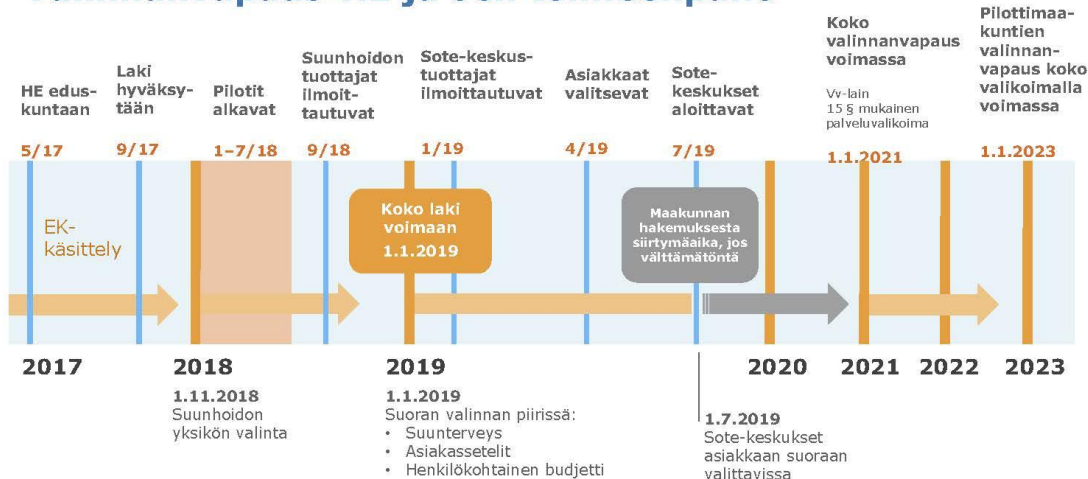 Valinnanvapaus-HE ja sen toimeenpano
HE edus-
kuntaan
5/17
Laki
hyväksy-
tään
9/17
Pilotit
alkavat
1–7/18
Suunhoidon
tuottajat
ilmoit-
tautuvat
9/18
Sote-keskus-
tuottajat
ilmoittautuvat
1/19
Asiakkaat
valitsevat
4/19
Sote-
keskukset
aloittavat
7/19
Koko
valinnanvapaus
voimassa
Vv-lain
15 § mukainen
palveluvalikoima
1.1.2021
Pilottimaa-
kuntien
valinnan-
vapaus koko
valikoimalla
voimassa
1.1.2023
EK-
käsittely
Koko laki
voimaan
1.1.2019
Maakunnan
hakemuksesta
siirtymäaika, jos
välttämätöntä
2017
2018
2019
2020
2021
2022
2023
1.11.2018
Suunhoidon
yksikön valinta
1.1.2019
Suoran valinnan piirissä:
• Suunterveys
• Asiakassetelit
• Henkilökohtainen budjetti
1.7.2019
Sote-keskukset
asiakkaan suoraan
valittavissa